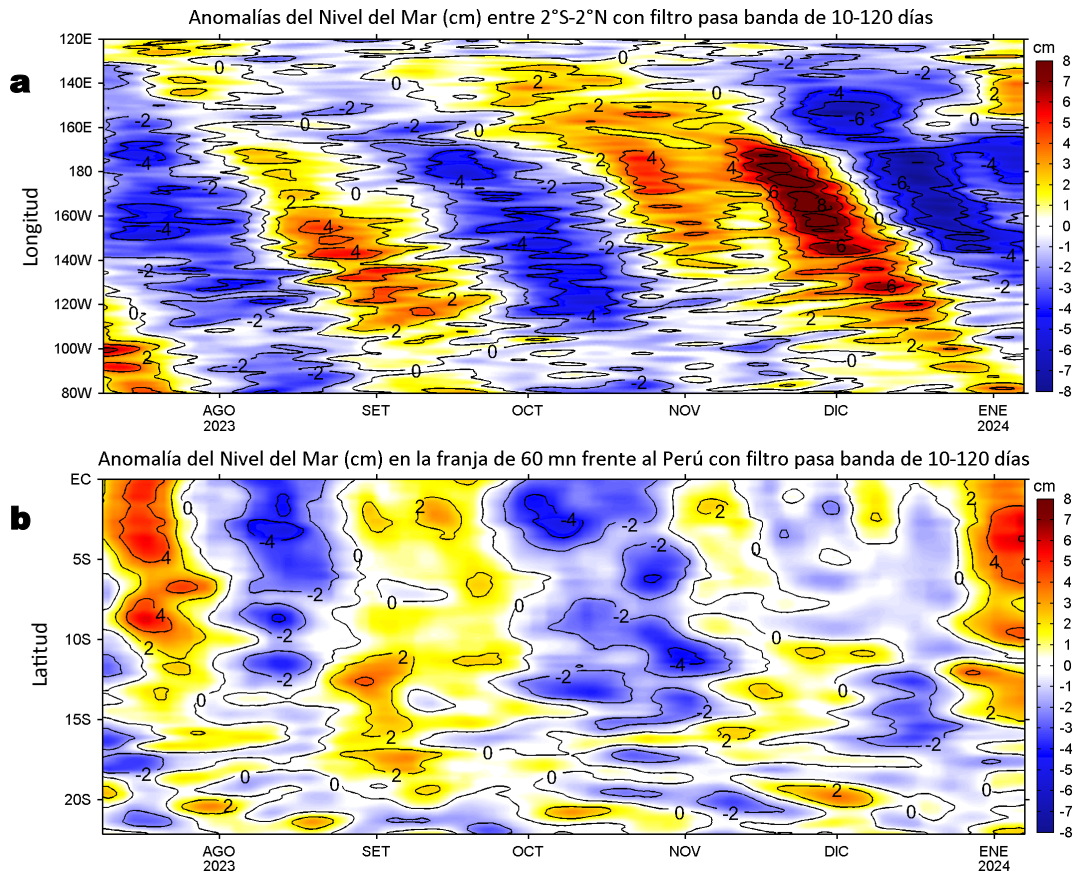 Anomalías del Nivel del Mar (cm) entre 2°S-2°N con filtro pasa banda de 10-120 días
a
Longitud
120E
140E
160E
180
160W
140W
120W
100W
80W
AGO
2023
SET
OCT
NOV
DIC
ENE
2024
cm
8
7
6
5
4
3
2
1
0
-1
-2
-3
-4
-5
-6
-7
-8
Anomalía del Nivel del Mar (cm) en la franja de 60 mn frente al Perú con filtro pasa banda de 10-120 días
b
Latitud
EC
5S
10S
15S
20S
AGO
2023
SET
OCT
NOV
DIC
ENE
2024
cm
8
7
6
5
4
3
2
1
0
-1
-2
-3
-4
-5
-6
-7
-8